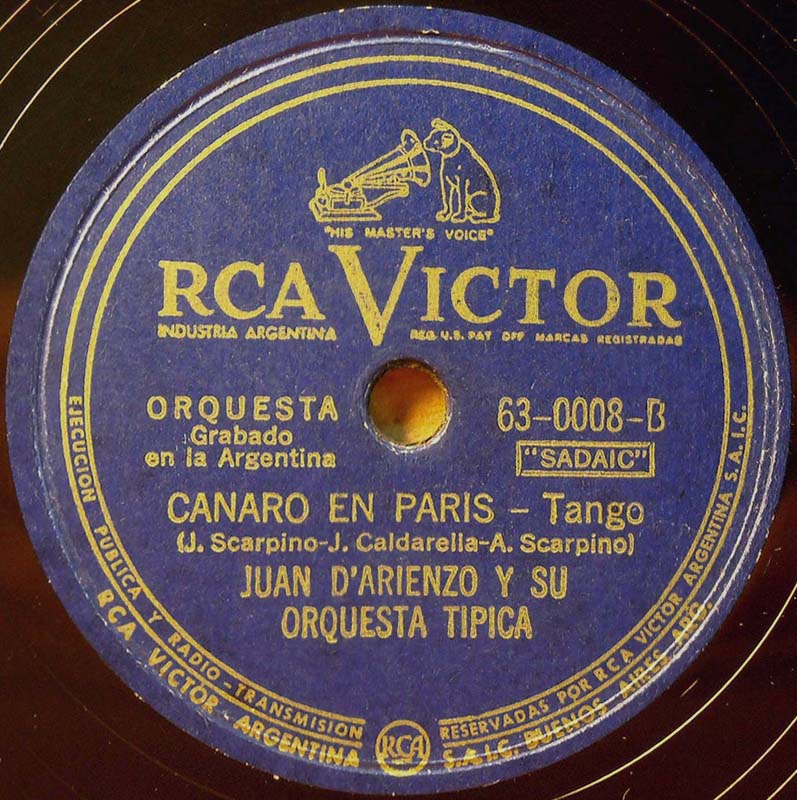 "HIS MASTER'S VOICE"
RCA VICTOR
INDUSTRIA ARGENTINA REG. U.S. PAT OFF MARCAS REGISTRADAS
ORQUESTA
Grabado
en la Argentina
63-0008-B
"SADAIC"
CANARO EN PARIS - Tango
(J. Scarpino-J. Caldarella-A. Scarpino)
JUAN D'ARIENZO Y SU
ORQUESTA TIPICA
EJECUCION PUBLICA Y RADIO-TRANSMISION RESERVADAS POR RCA VICTOR ARGENTINA S.A.I.C.
RCA VICTOR ARGENTINA S.A.I.C. BUENOS AIRES ARG.
RCA